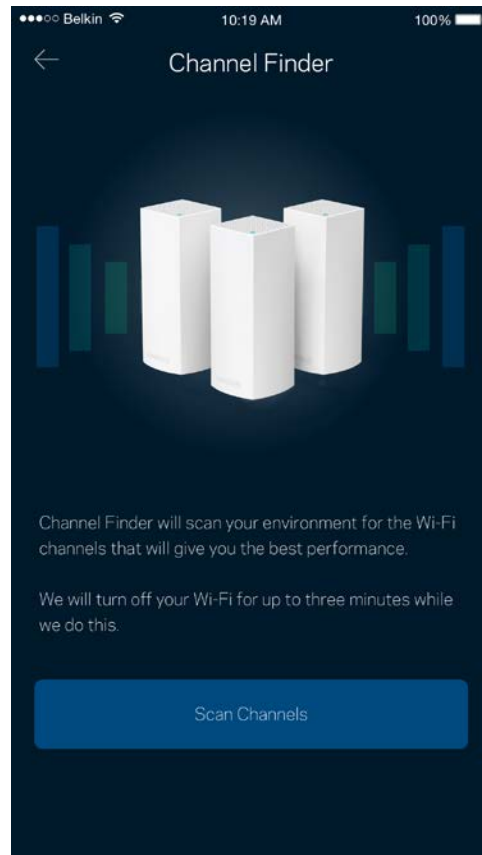 Belkin 10:19 AM 100%
Channel Finder
Channel Finder will scan your environment for the Wi-Fi
channels that will give you the best performance.
We will turn off your Wi-Fi for up to three minutes while
we do this.
Scan Channels